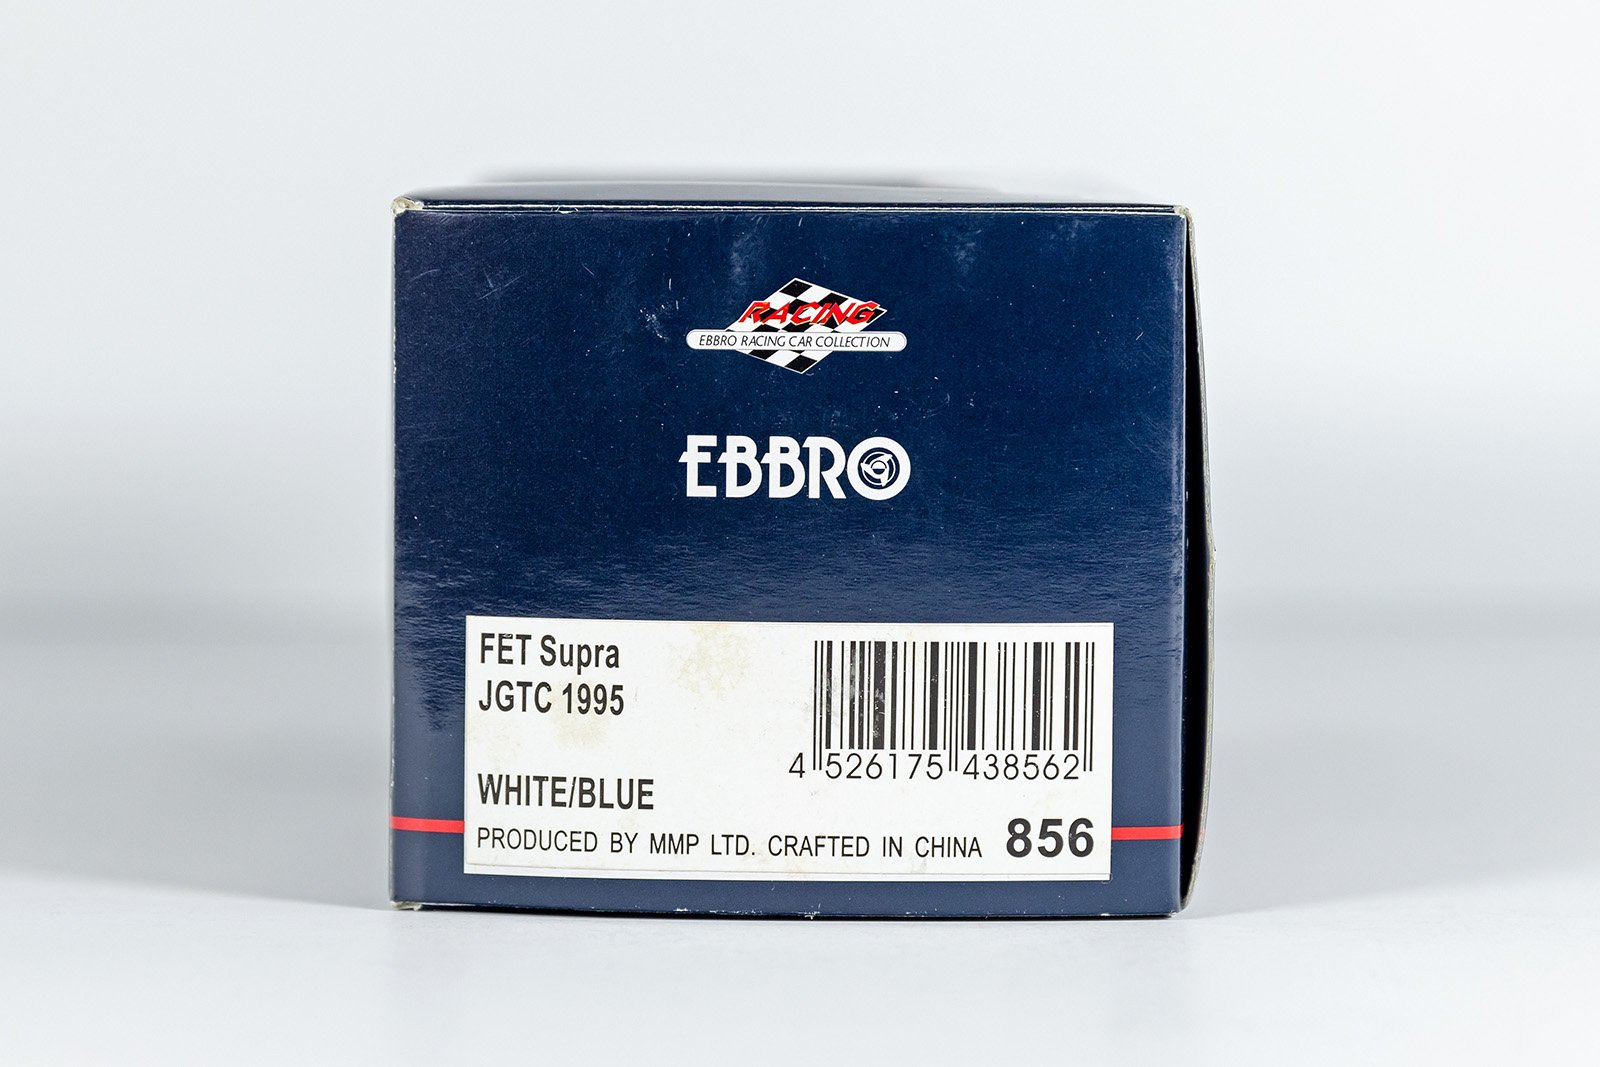 RACING
EBBRO RACING CAR COLLECTION
EBBRO
FET Supra
JGTC 1995
WHITE/BLUE
4 526175 438562
PRODUCED BY MMP LTD. CRAFTED IN CHINA 856